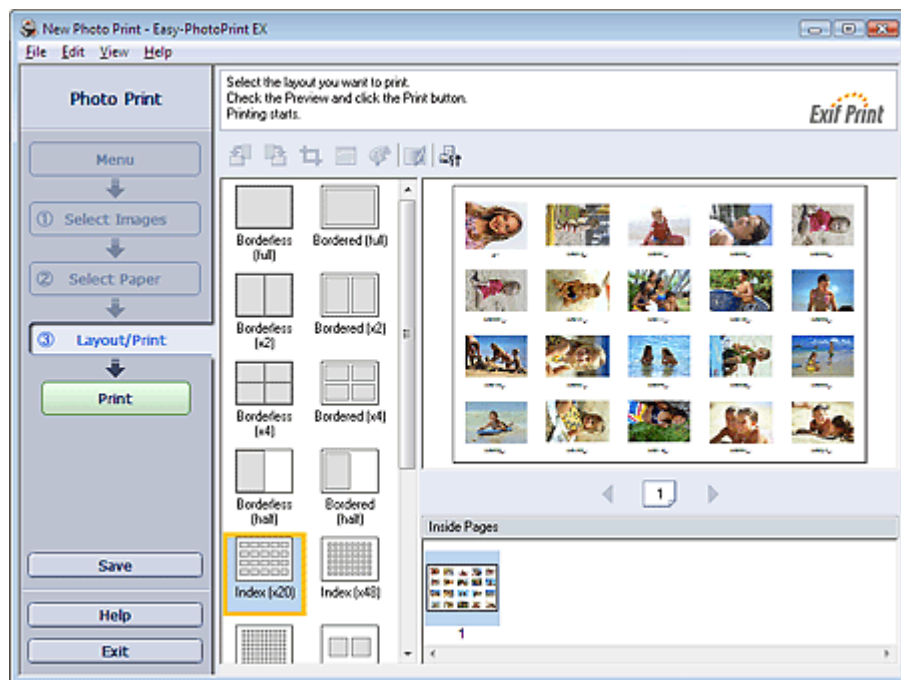 New Photo Print - Easy-PhotoPrint EX
File Edit View Help
Photo Print
Select the layout you want to print.
Check the Preview and click the Print button.
Printing starts.
Exif Print
Menu
① Select Images
② Select Paper
③ Layout/Print
Print
Save
Help
Exit
Borderless
(full)
Bordered (full)
Borderless
(x2)
Bordered (x2)
Borderless
(x4)
Bordered (x4)
Borderless
(half)
Bordered
(half)
Index (x20)
Index (x48)
1
Inside Pages
1